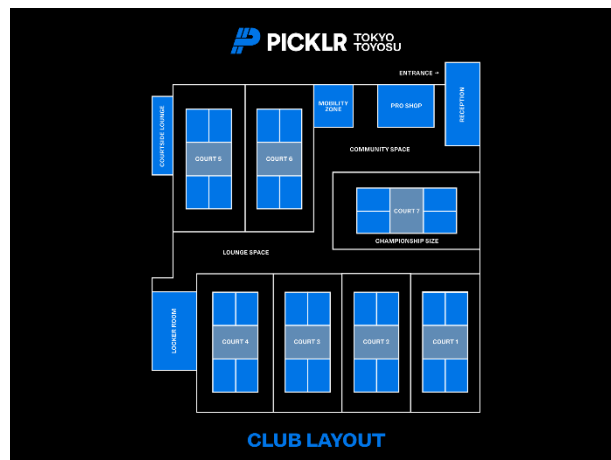 PICKLR TOKYO TOYOSU
ENTRANCE →
RECEPTION
MOBILITY ZONE
PRO SHOP
COURTSIDE LOUNGE
COURT 5
COURT 6
COMMUNITY SPACE
COURT 7
CHAMPIONSHIP SIZE
LOUNGE SPACE
LOCKER ROOM
COURT 4
COURT 3
COURT 2
COURT 1
CLUB LAYOUT